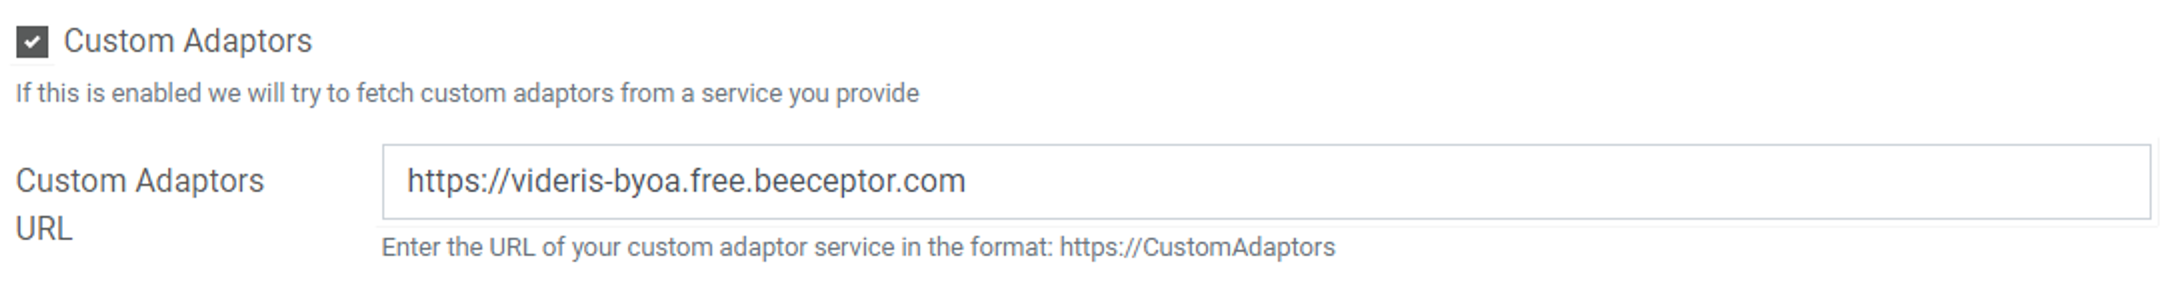 Custom Adaptors
If this is enabled we will try to fetch custom adaptors from a service you provide
Custom Adaptors
URL
https://videris-byoa.free.beeceptor.com
Enter the URL of your custom adaptor service in the format: https://CustomAdaptors